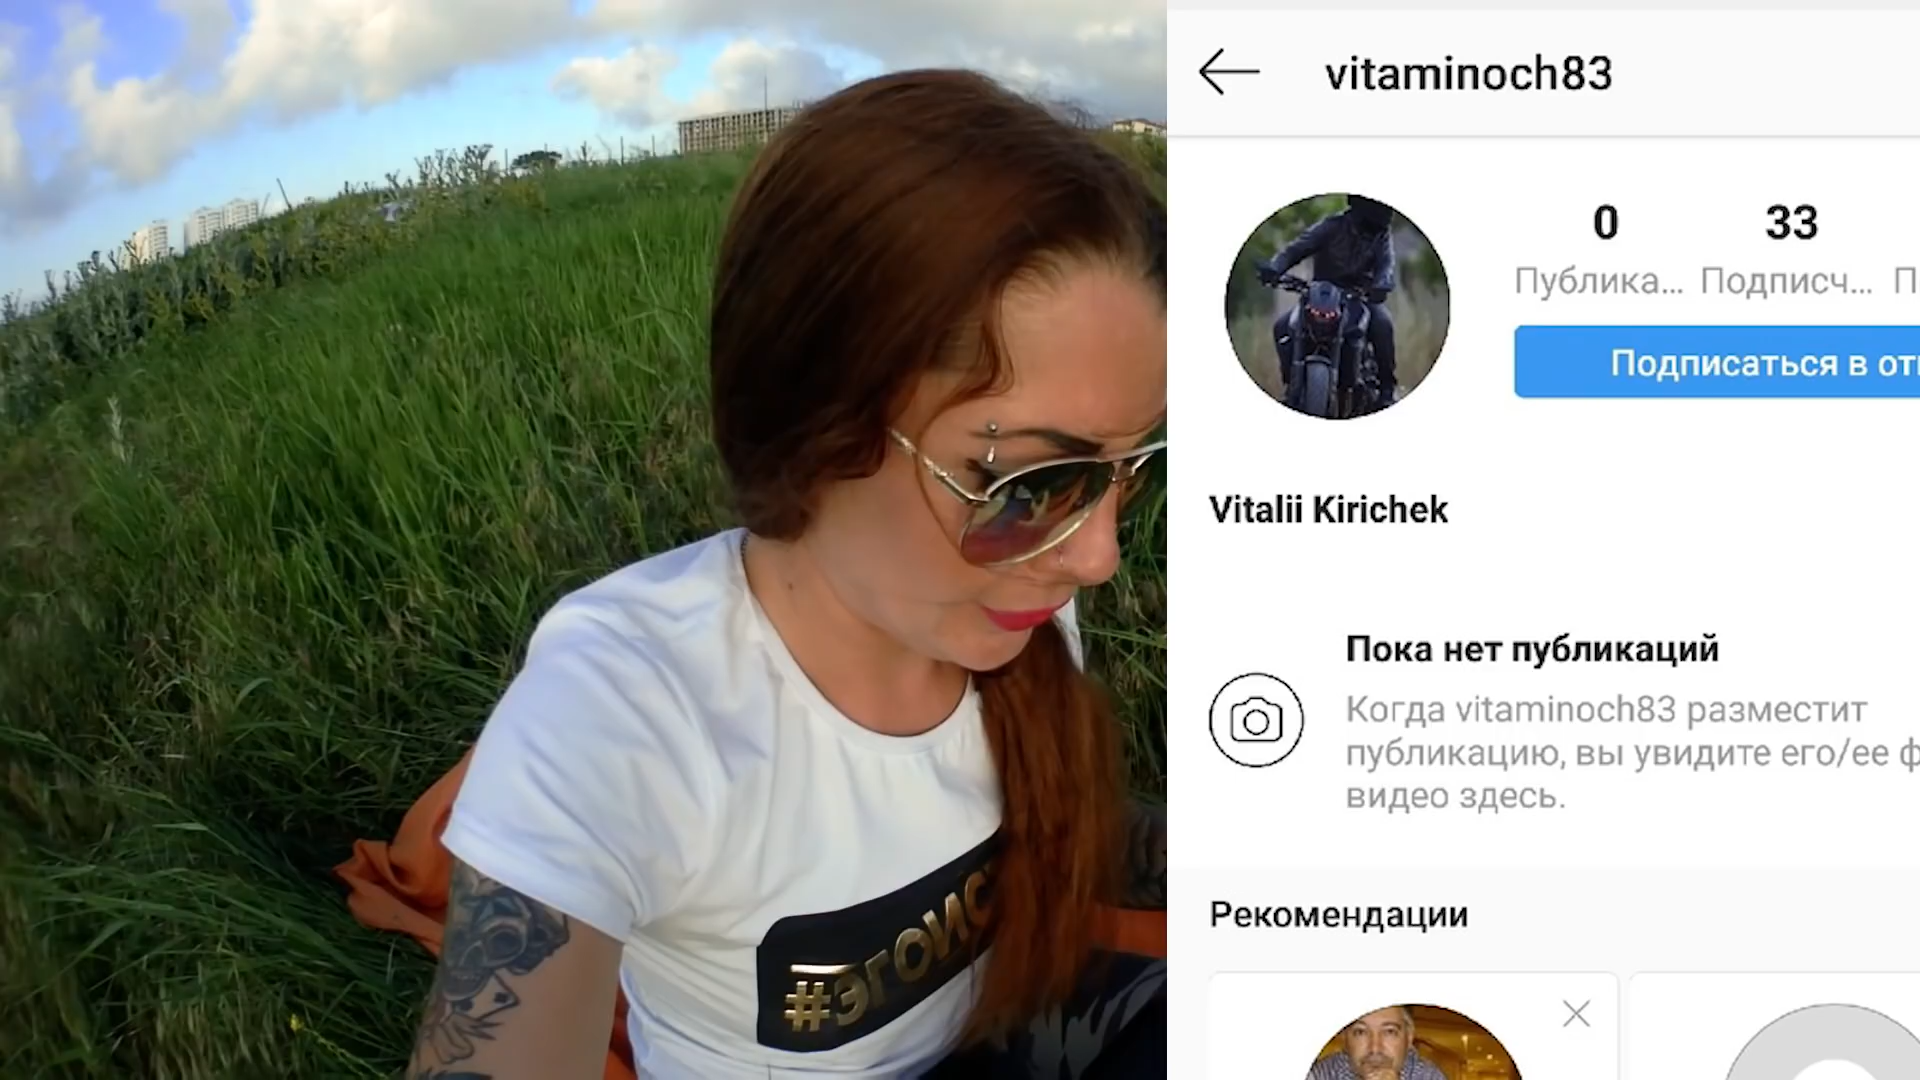 #ЭГОИС
vitaminoch83
0 33
Публика... Подписч... П
Подписаться в от
Vitalii Kirichek
Пока нет публикаций
Когда vitaminoch83 разместит
публикацию, вы увидите его/ее ф
видео здесь.
Рекомендации